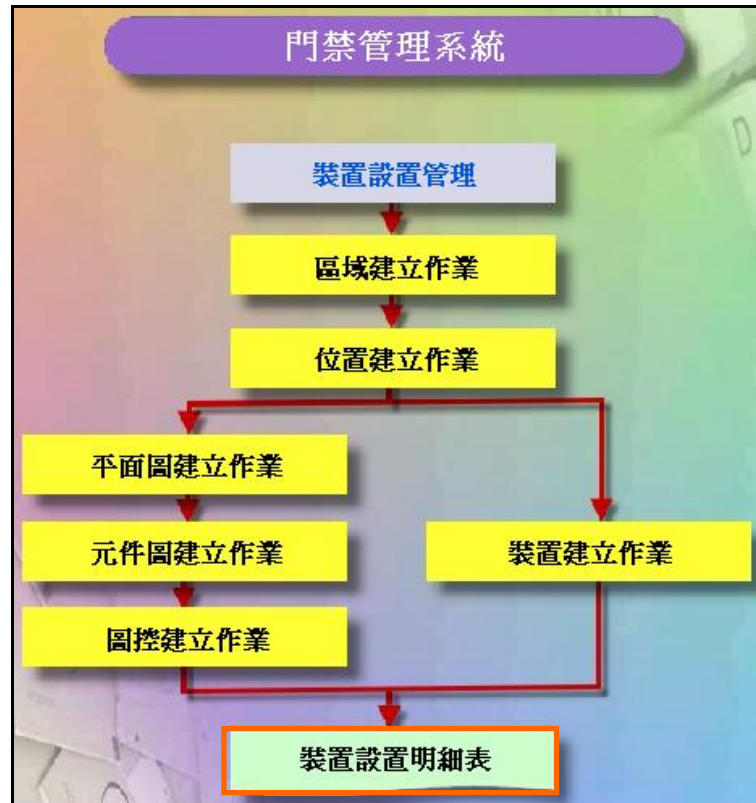 門禁管理系統
裝置設置管理
區域建立作業
位置建立作業
平面圖建立作業
元件圖建立作業
裝置建立作業
圖控建立作業
裝置設置明細表
D